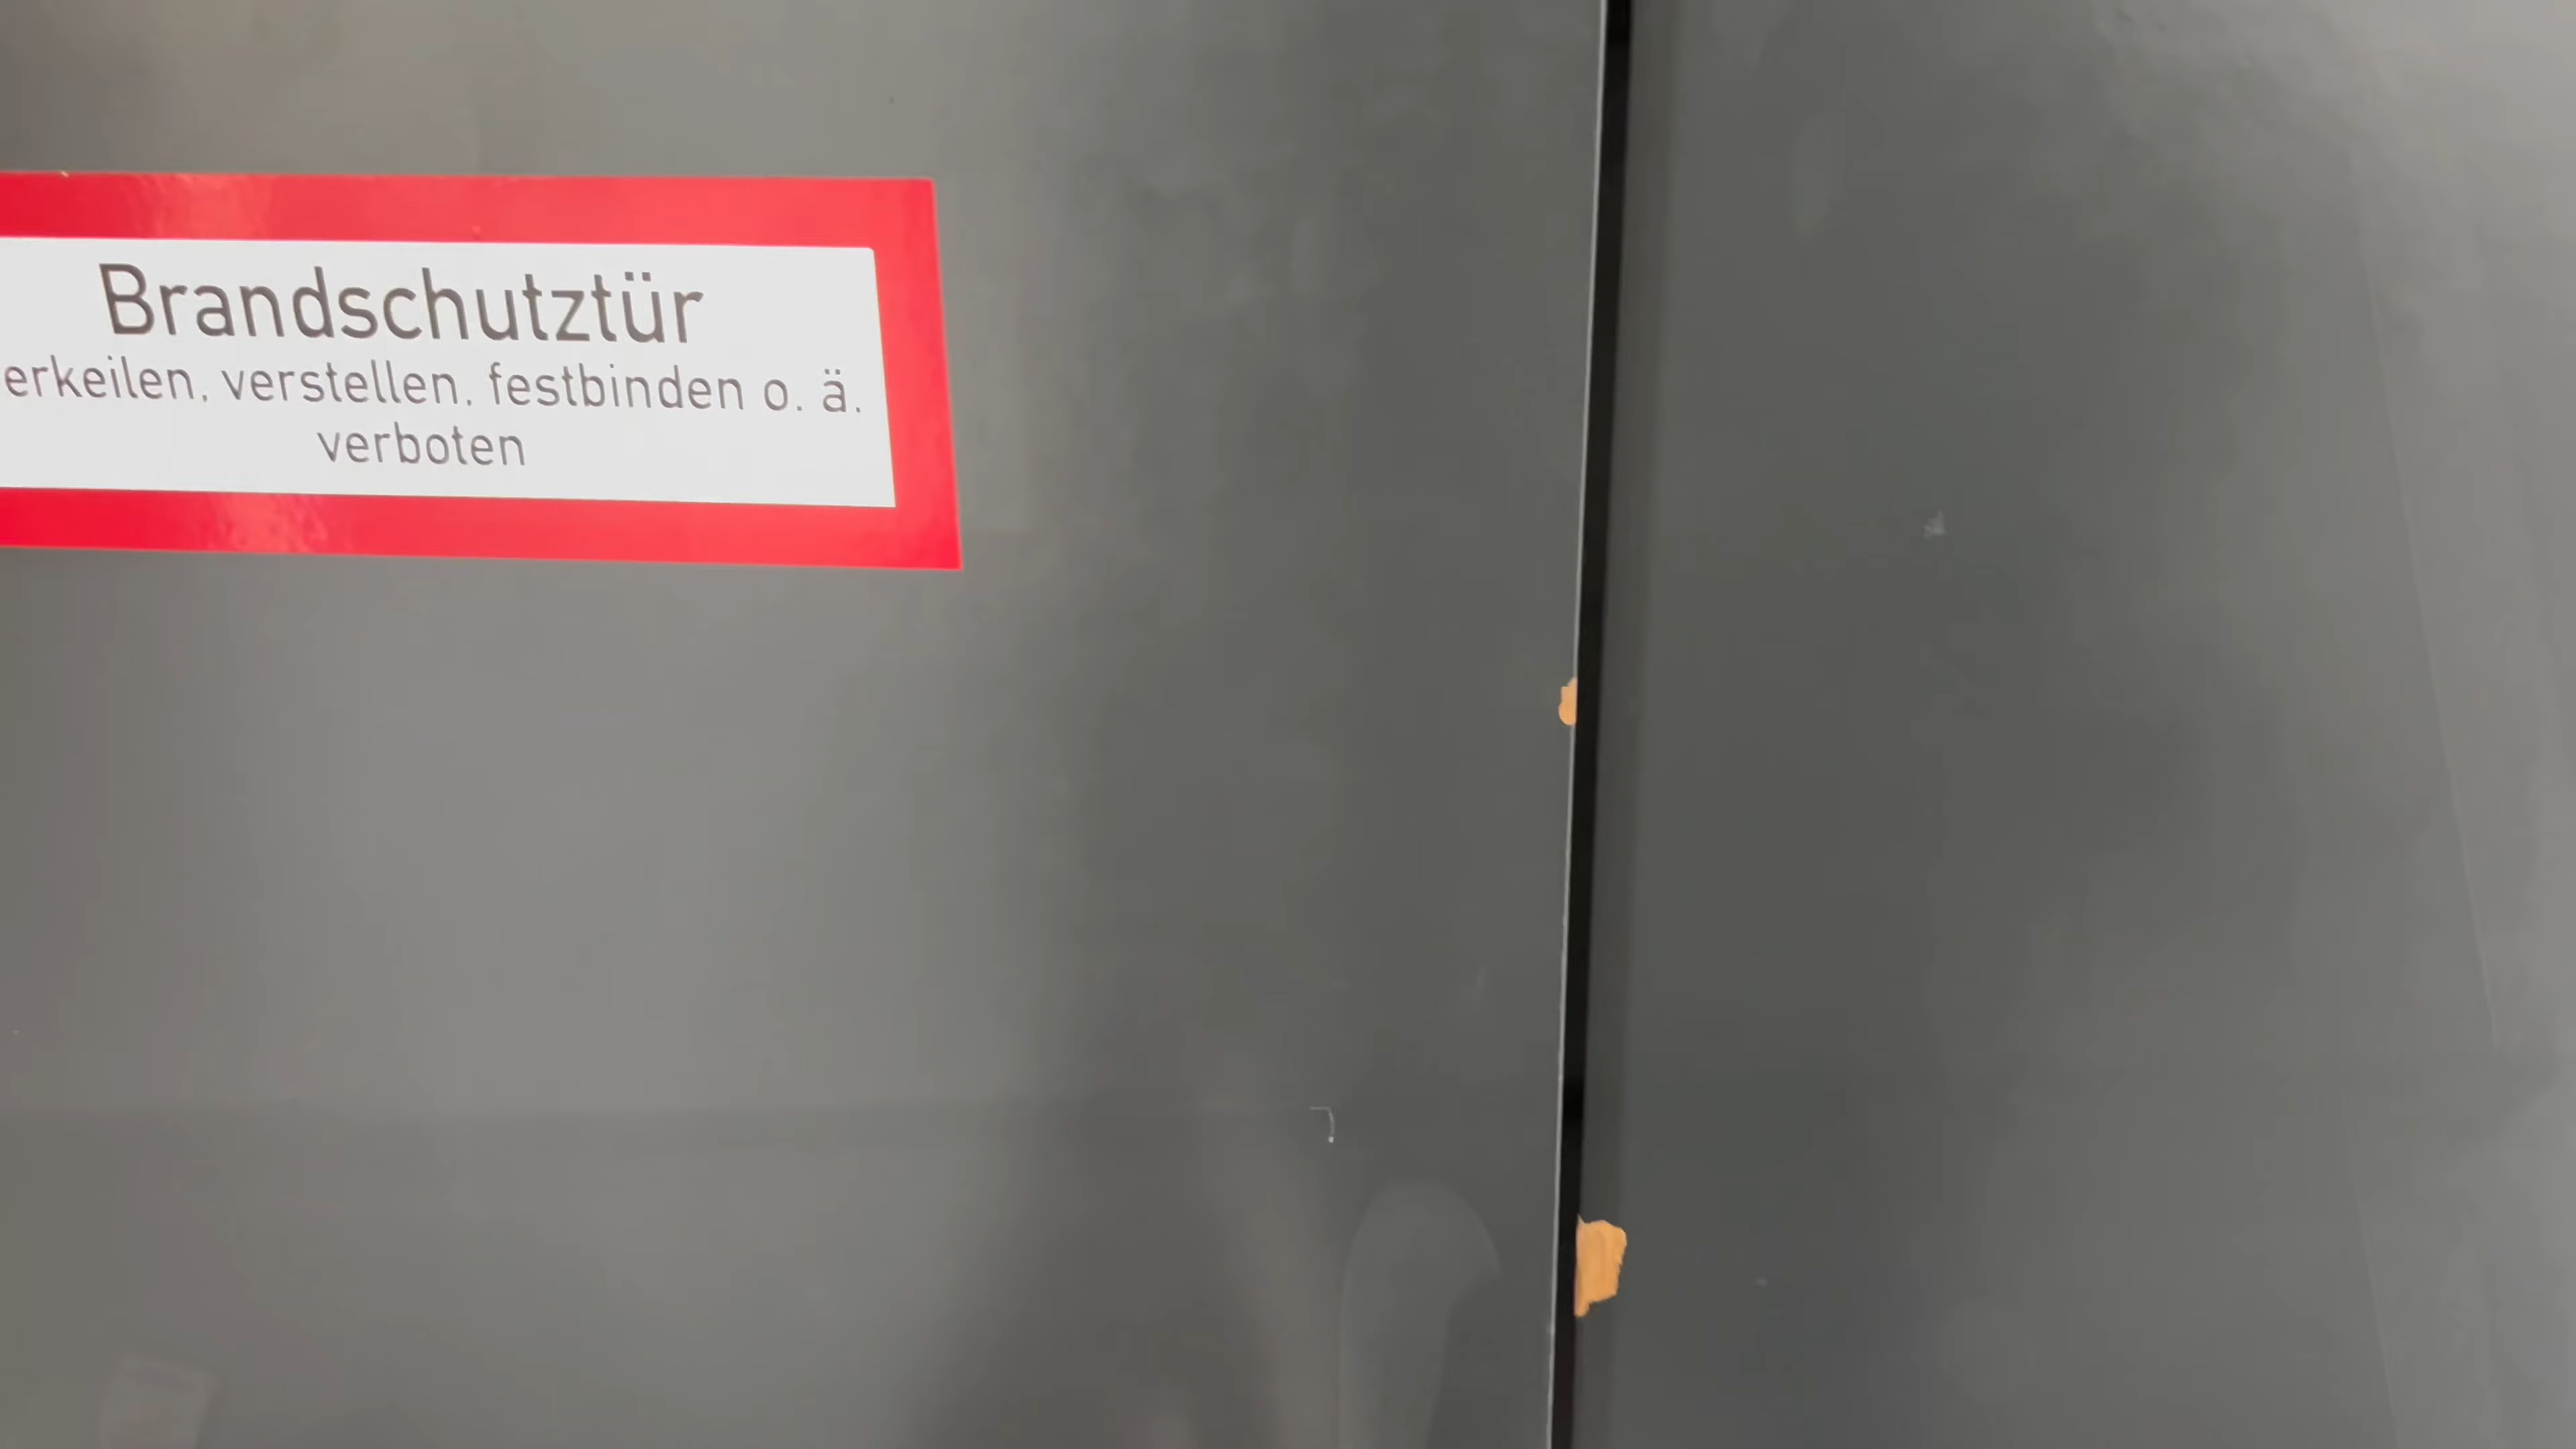 Brandschutztür
erkeilen, verstellen, festbinden o. ä.
verboten